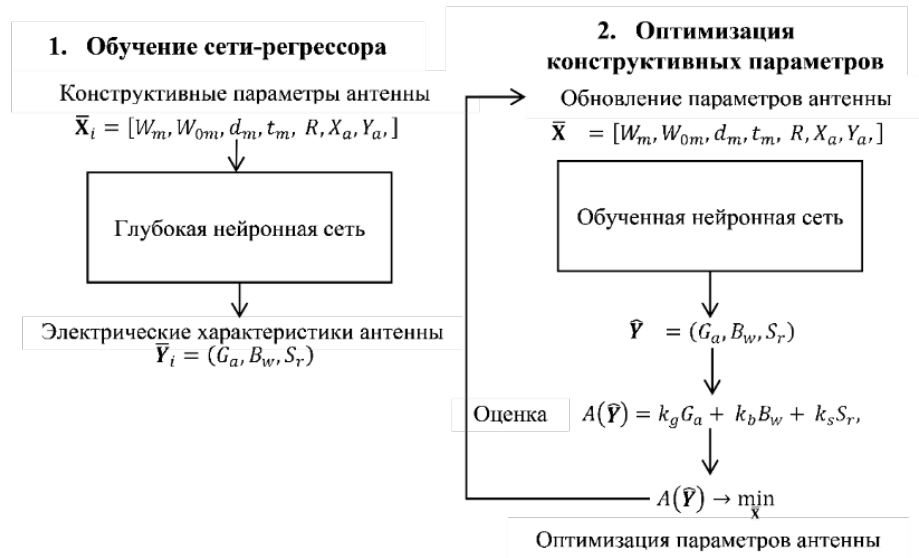 1. Обучение сети-регрессора
Конструктивные параметры антенны
X̅ᵢ = [Wₘ, W₀ₘ, dₘ, tₘ, R, Xₐ, Yₐ,]
Глубокая нейронная сеть
Электрические характеристики антенны
Y̅ᵢ = (Gₐ, B_w, Sᵣ)
2. Оптимизация
конструктивных параметров
Обновление параметров антенны
X̅ = [Wₘ, W₀ₘ, dₘ, tₘ, R, Xₐ, Yₐ,]
Обученная нейронная сеть
Ŷ = (Gₐ, B_w, Sᵣ)
Оценка A(Ŷ) = k_g Gₐ + k_b B_w + k_s Sᵣ,
A(Ŷ) → min
X̅
Оптимизация параметров антенны